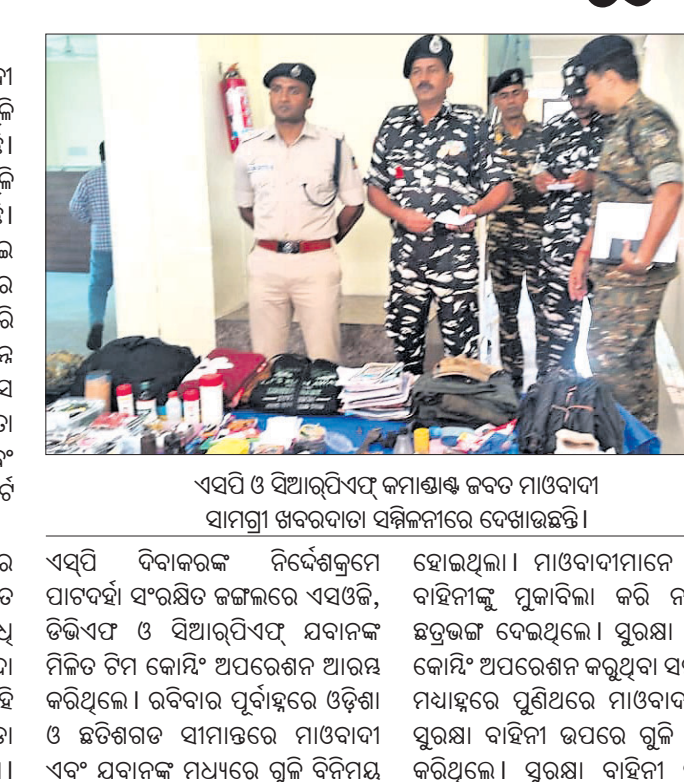 ଏସପି ଓ ସିଆର୍‌ପିଏଫ୍ କମାଣ୍ଡାଣ୍ଟ ଜବତ ମାଓବାଦୀ
ସାମଗ୍ରୀ ଖବରଦାତା ସମ୍ମିଳନୀରେ ଦେଖାଉଛନ୍ତି।
ଏସ୍‌ପି ଦିବାକରଙ୍କ ନିର୍ଦ୍ଦେଶକ୍ରମେ
ପାଟଦର୍ହା ସଂରକ୍ଷିତ ଜଙ୍ଗଲରେ ଏସଓଜି,
ଡିଭିଏଫ ଓ ସିଆର୍‌ପିଏଫ୍ ଯବାନଙ୍କ
ମିଳିତ ଟିମ କୋମ୍ବିଂ ଅପରେଶନ ଆରମ୍ଭ
କରିଥିଲେ। ରବିବାର ପୂର୍ବାହ୍ନରେ ଓଡ଼ିଶା
ଓ ଛତିଶଗଡ ସୀମାନ୍ତରେ ମାଓବାଦୀ
ଏବଂ ଯବାନଙ୍କ ମଧ୍ୟରେ ଗୁଳି ବିନିମୟ
ହୋଇଥିଲା। ମାଓବାଦୀମାନେ
ବାହିନୀଙ୍କୁ ମୁକାବିଲା କରି
ଛତ୍ରଭଙ୍ଗ ଦେଇଥିଲେ। ସୁରକ୍ଷା
କୋମ୍ବିଂ ଅପରେଶନ କରୁଥିବା
ମଧ୍ୟାହ୍ନରେ ପୁଣିଥରେ
ସୁରକ୍ଷା ବାହିନୀ ଉପରେ ଗୁଳି
କରିଥିଲେ। ସୁରକ୍ଷା ବାହିନୀ